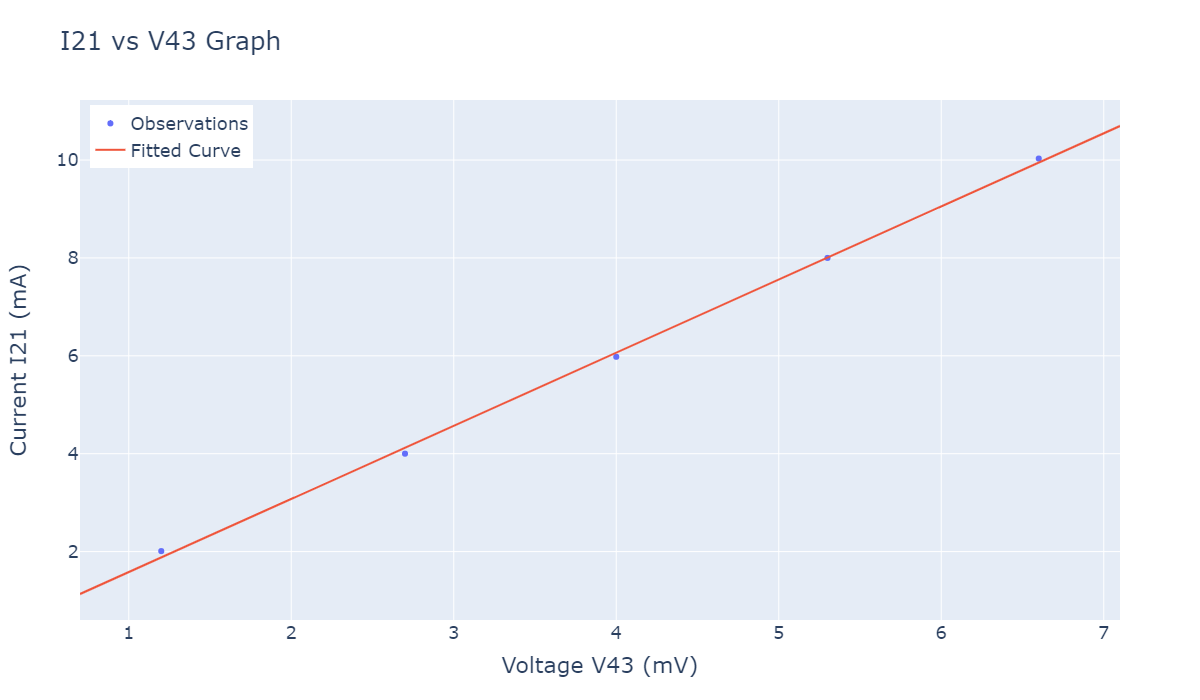 I21 vs V43 Graph
Observations
Fitted Curve
10
8
6
4
2
Current I21 (mA)
1 2 3 4 5 6 7
Voltage V43 (mV)